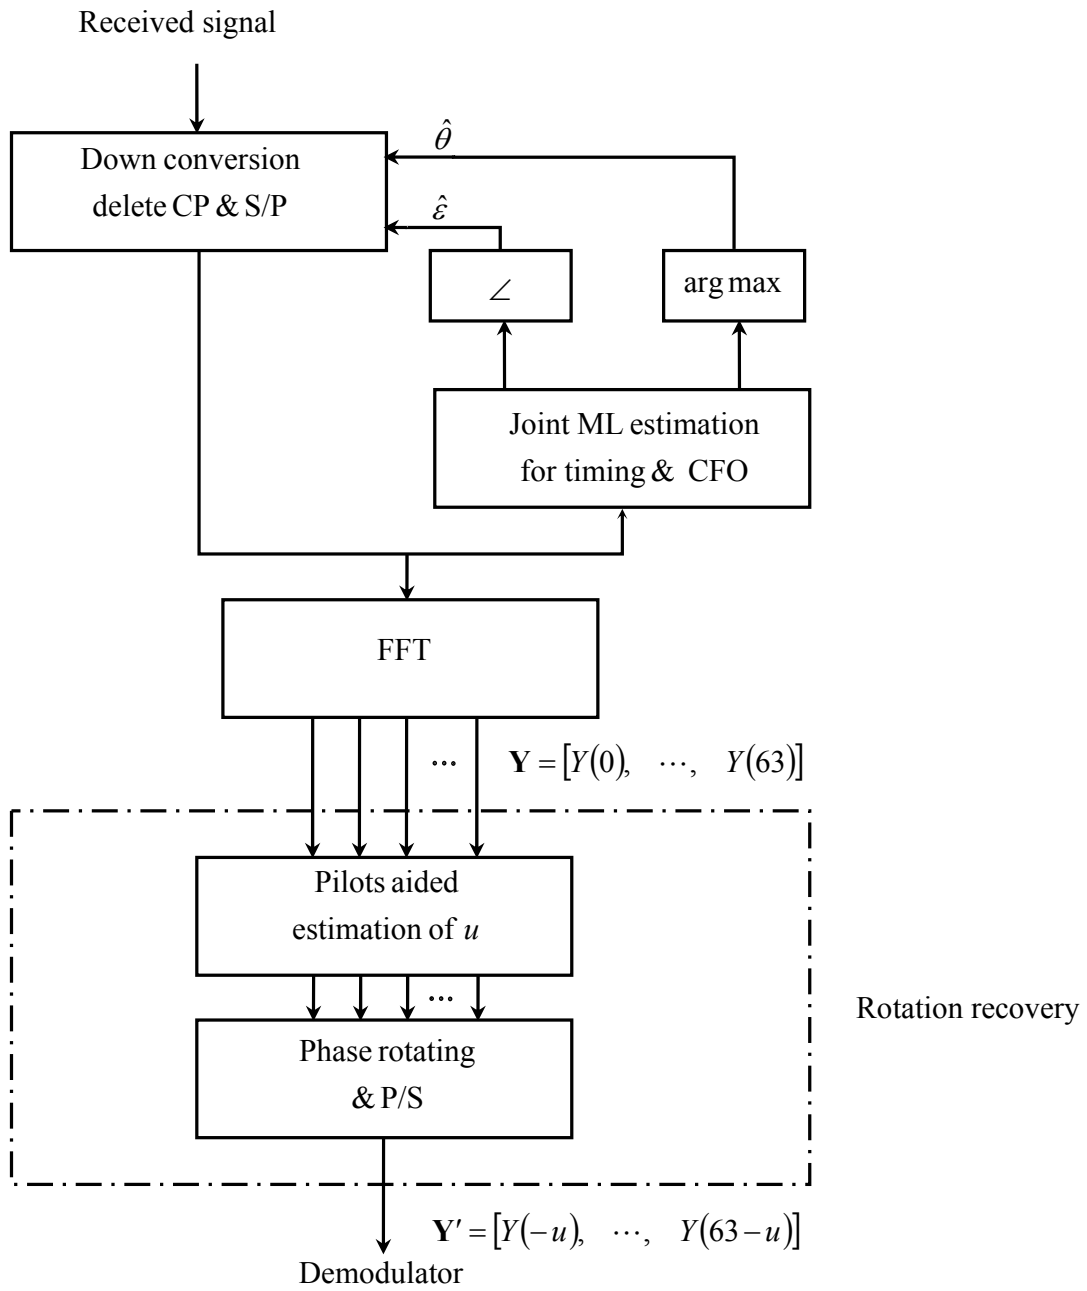 Received signal
Down conversion
delete CP & S/P
θ̂
ε̂
∠
arg max
Joint ML estimation
for timing & CFO
FFT
...
Y = [Y(0), ⋯, Y(63)]
Pilots aided
estimation of u
...
Phase rotating
& P/S
Rotation recovery
Y′ = [Y(−u), ⋯, Y(63−u)]
Demodulator